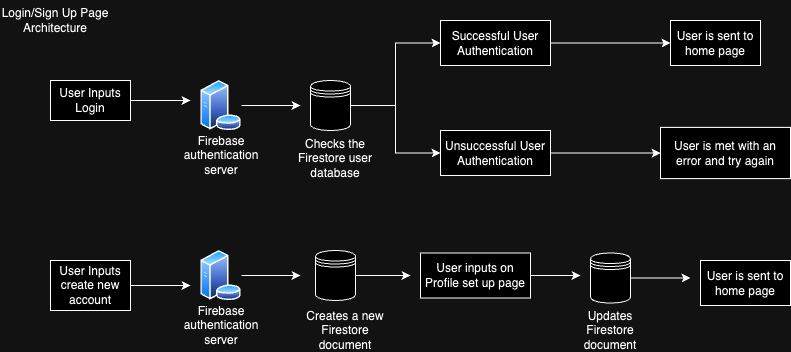 Login/Sign Up Page
Architecture
User Inputs
Login
Firebase
authentication
server
Checks the
Firestore user
database
Successful User
Authentication
User is sent to
home page
Unsuccessful User
Authentication
User is met with an
error and try again
User Inputs
create new
account
Firebase
authentication
server
Creates a new
Firestore
document
User inputs on
Profile set up page
Updates
Firestore
document
User is sent to
home page